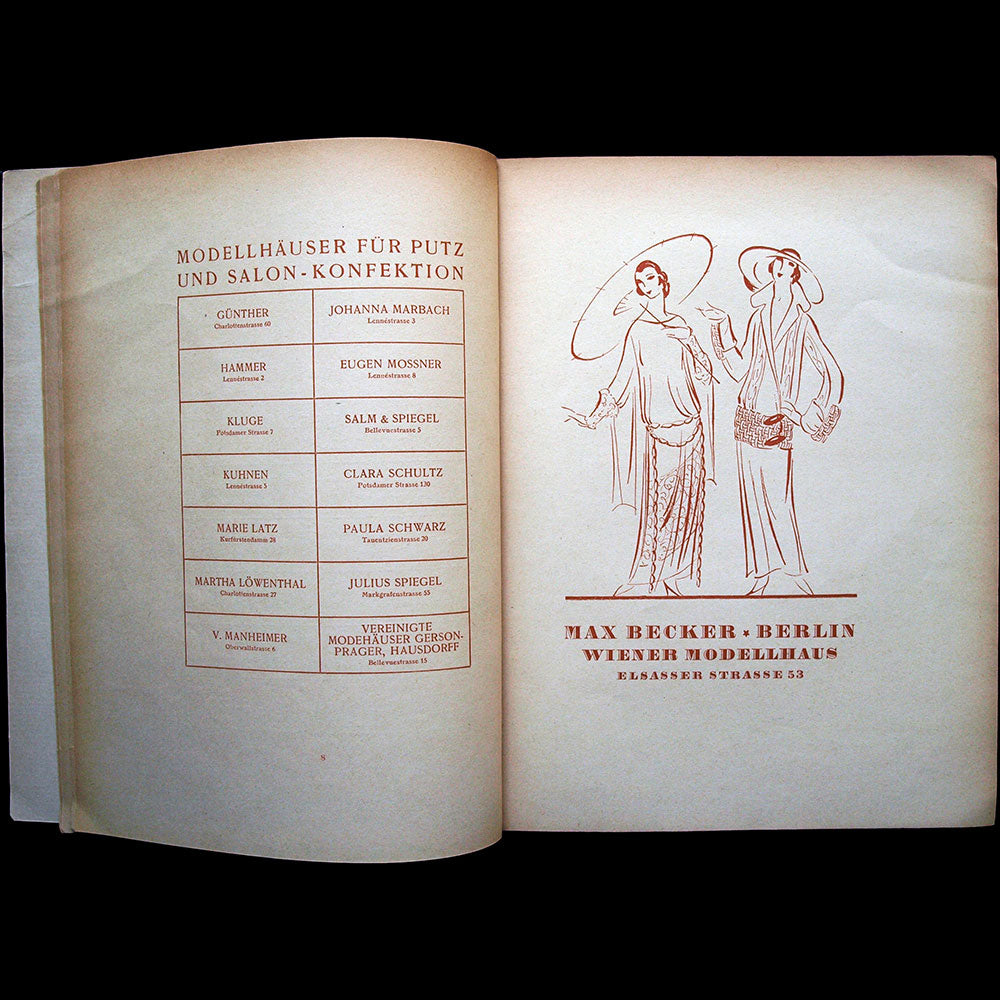 MODELLHÄUSER FÜR PUTZ
UND SALON-KONFEKTION
GÜNTHER
Charlottenstrasse 60
JOHANNA MARBACH
Lennéstrasse 3
HAMMER
Lennéstrasse 2
EUGEN MOSSNER
Lennéstrasse 8
KLUGE
Potsdamer Strasse 7
SALM & SPIEGEL
Bellevuestrasse 5
KUHNEN
Lennéstrasse 5
CLARA SCHULTZ
Potsdamer Strasse 130
MARIE LATZ
Kurfürstendamm 28
PAULA SCHWARZ
Tauentzienstrasse 20
MARTHA LÖWENTHAL
Charlottenstrasse 27
JULIUS SPIEGEL
Markgrafenstrasse 55
V. MANHEIMER
Oberwallstrasse 6
VEREINIGTE
MODEHÄUSER GERSON-
PRAGER, HAUSDORFF
Bellevuestrasse 15
8
MAX BECKER * BERLIN
WIENER MODELLHAUS
ELSASSER STRASSE 53